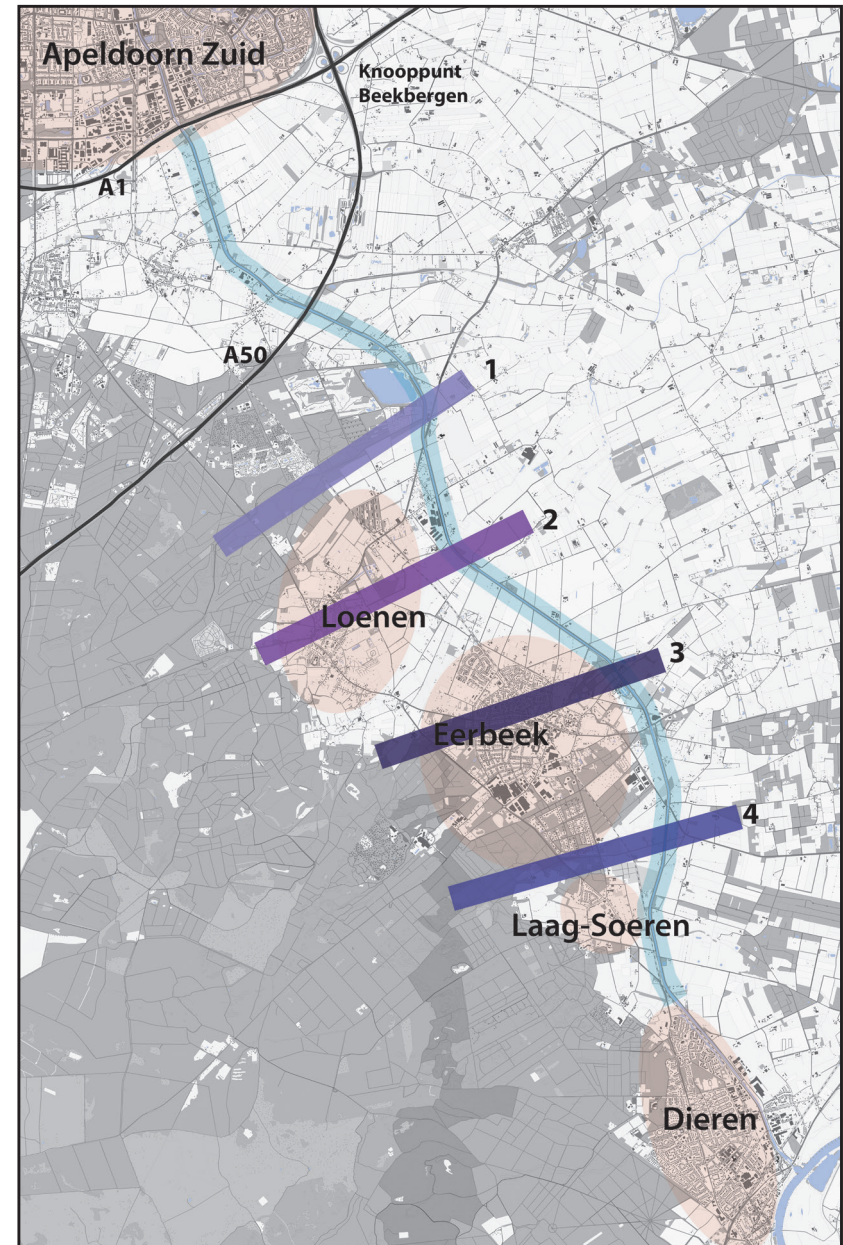 Apeldoorn Zuid
Knooppunt
Beekbergen
A1
A50
1
2
Loenen
3
Eerbeek
4
Laag-Soeren
Dieren